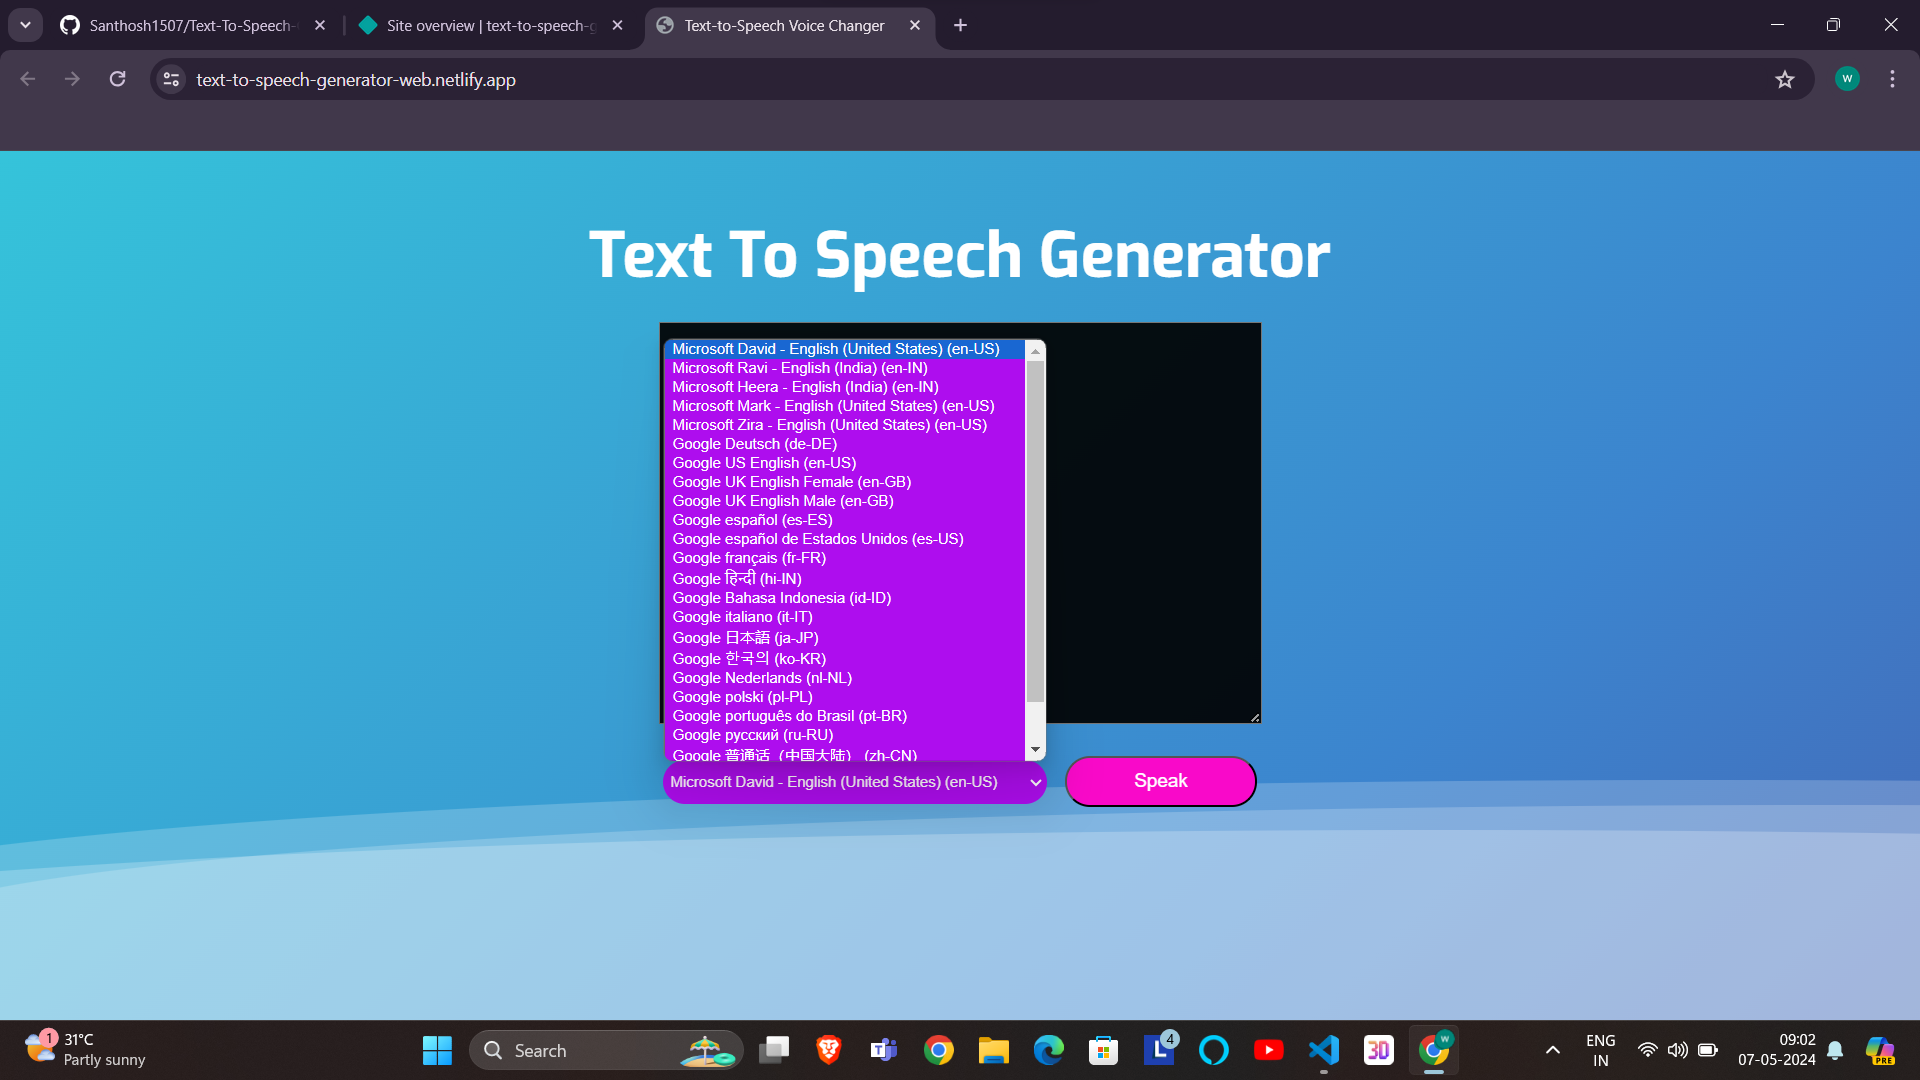 Santhosh1507/Text-To-Speech-
Site overview | text-to-speech-g
Text-to-Speech Voice Changer
text-to-speech-generator-web.netlify.app
W
Text To Speech Generator
Microsoft David - English (United States) (en-US)
Microsoft Ravi - English (India) (en-IN)
Microsoft Heera - English (India) (en-IN)
Microsoft Mark - English (United States) (en-US)
Microsoft Zira - English (United States) (en-US)
Google Deutsch (de-DE)
Google US English (en-US)
Google UK English Female (en-GB)
Google UK English Male (en-GB)
Google español (es-ES)
Google español de Estados Unidos (es-US)
Google français (fr-FR)
Google हिन्दी (hi-IN)
Google Bahasa Indonesia (id-ID)
Google italiano (it-IT)
Google 日本語 (ja-JP)
Google 한국의 (ko-KR)
Google Nederlands (nl-NL)
Google polski (pl-PL)
Google português do Brasil (pt-BR)
Google русский (ru-RU)
Google 普通话（中国大陆） (zh-CN)
Microsoft David - English (United States) (en-US)
Speak
1
31°C
Partly sunny
Search
T
L
4
3D
W
ENG
IN
09:02
07-05-2024
PRE